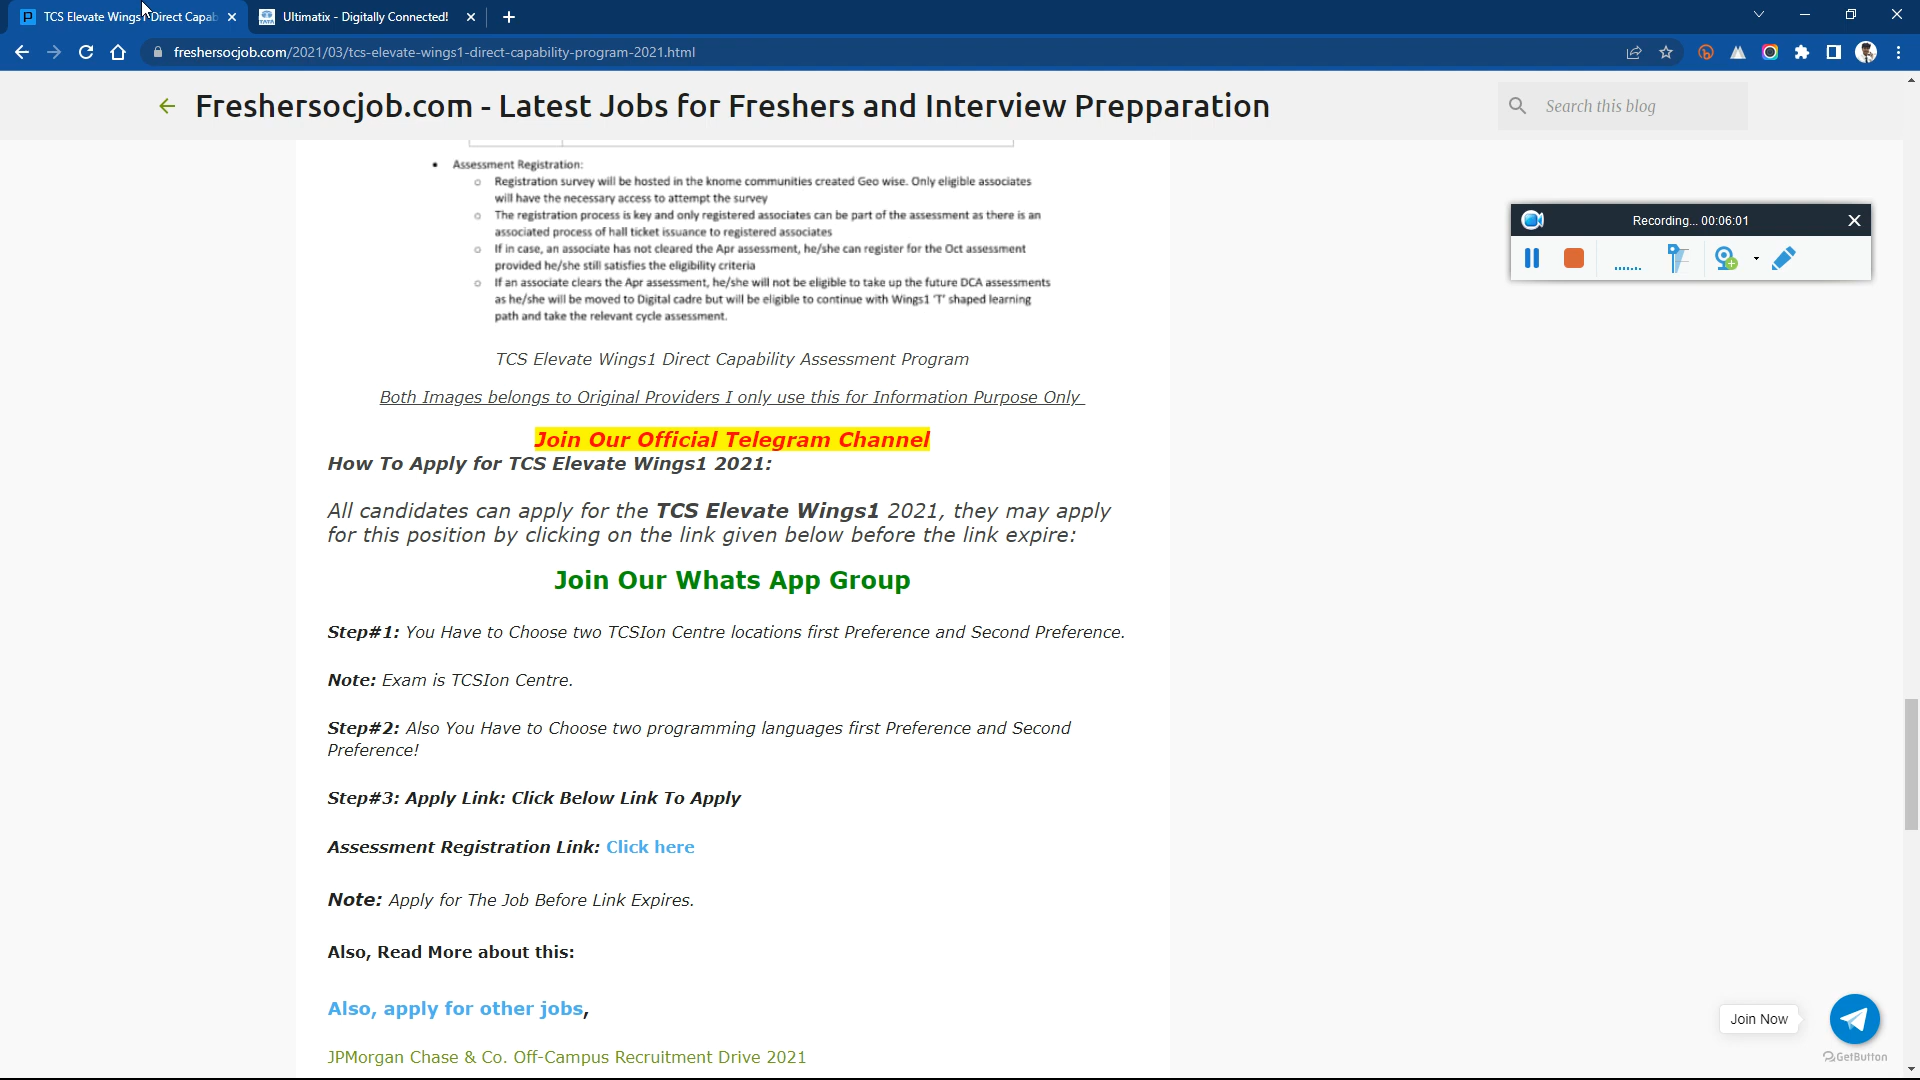 TCS Elevate Wings1 Direct Capab
Ultimatix - Digitally Connected!
freshersocjob.com/2021/03/tcs-elevate-wings1-direct-capability-program-2021.html
Freshersocjob.com - Latest Jobs for Freshers and Interview Prepparation
Search this blog
Recording... 00:06:01
• Assessment Registration:
o Registration survey will be hosted in the knome communities created Geo wise. Only eligible associates
will have the necessary access to attempt the survey
o The registration process is key and only registered associates can be part of the assessment as there is an
associated process of hall ticket issuance to registered associates
o If in case, an associate has not cleared the Apr assessment, he/she can register for the Oct assessment
provided he/she still satisfies the eligibility criteria
o If an associate clears the Apr assessment, he/she will not be eligible to take up the future DCA assessments
as he/she will be moved to Digital cadre but will be eligible to continue with Wings1 'T' shaped learning
path and take the relevant cycle assessment.
TCS Elevate Wings1 Direct Capability Assessment Program
Both Images belongs to Original Providers I only use this for Information Purpose Only
Join Our Official Telegram Channel
How To Apply for TCS Elevate Wings1 2021:
All candidates can apply for the TCS Elevate Wings1 2021, they may apply
for this position by clicking on the link given below before the link expire:
Join Our Whats App Group
Step#1: You Have to Choose two TCSIon Centre locations first Preference and Second Preference.
Note: Exam is TCSIon Centre.
Step#2: Also You Have to Choose two programming languages first Preference and Second
Preference!
Step#3: Apply Link: Click Below Link To Apply
Assessment Registration Link: Click here
Note: Apply for The Job Before Link Expires.
Also, Read More about this:
Also, apply for other jobs,
JPMorgan Chase & Co. Off-Campus Recruitment Drive 2021
Join Now
GetButton